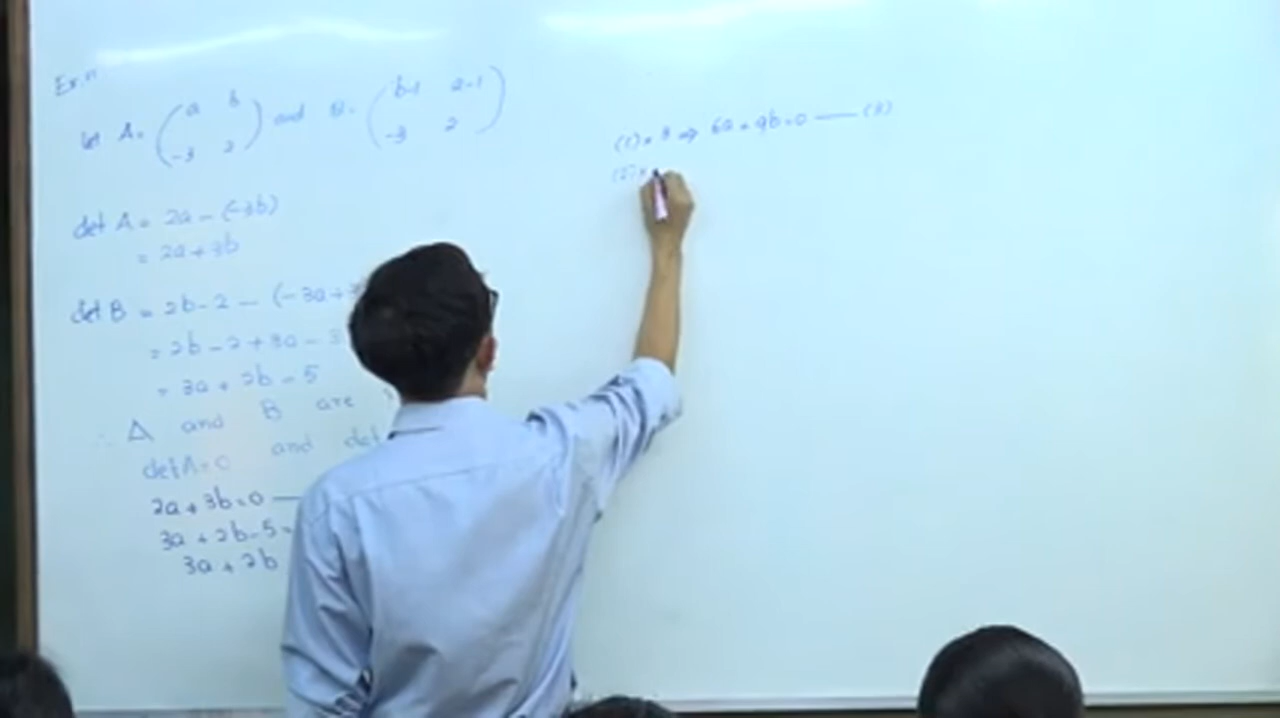 Ex:"
let A = ( a b and B = ( b-1 a-1
-3 2 ) -3 2 )
det A = 2a - (-3b)
= 2a + 3b
det B = 2b - 2 - (-3a +
= 2b - 2 + 3a - 3
= 3a + 2b - 5
∴ A and B are
det A = 0 and det
2a + 3b = 0 —
3a + 2b - 5 =
3a + 2b
(1) × 3 ⇒ 6a + 9b = 0 —— (3)
(2) ×